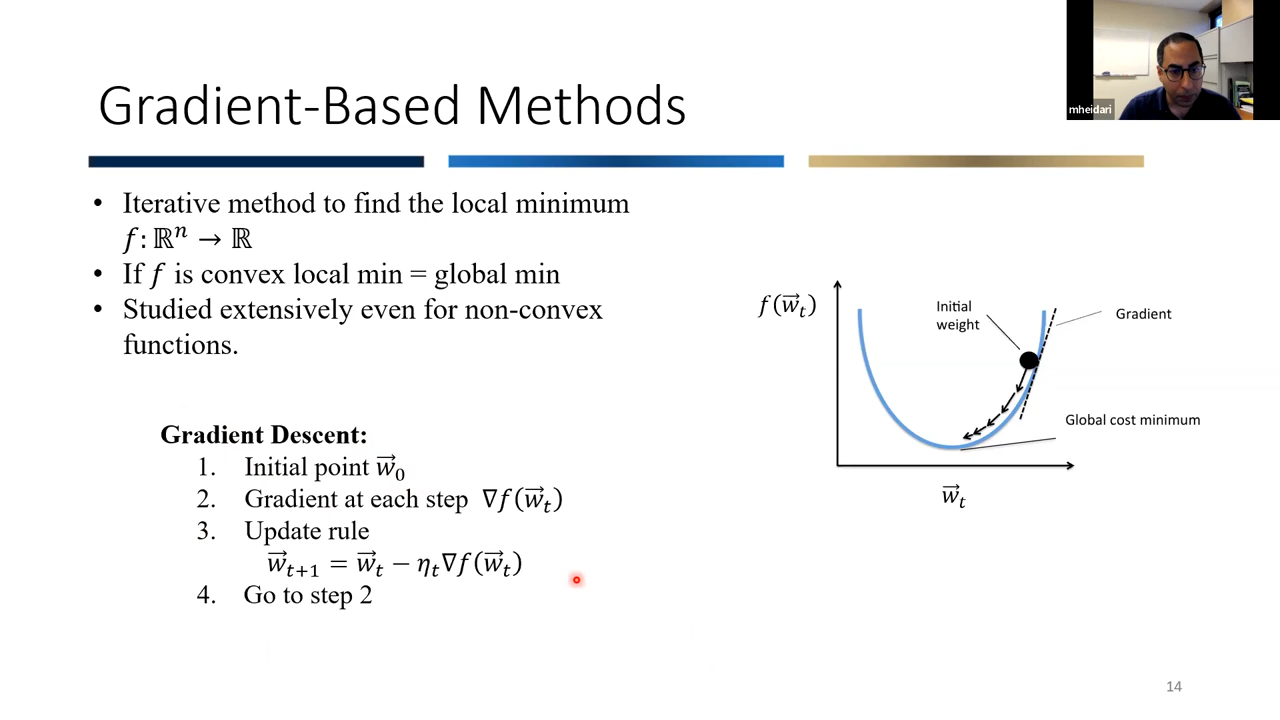 mheidari
Gradient-Based Methods
• Iterative method to find the local minimum
f: ℝⁿ → ℝ
• If f is convex local min = global min
• Studied extensively even for non-convex
functions.
Gradient Descent:
1. Initial point w⃗₀
2. Gradient at each step ∇f(w⃗ₜ)
3. Update rule
w⃗ₜ₊₁ = w⃗ₜ − ηₜ∇f(w⃗ₜ)
4. Go to step 2
f(w⃗ₜ)
Initial
weight
Gradient
Global cost minimum
w⃗ₜ
14